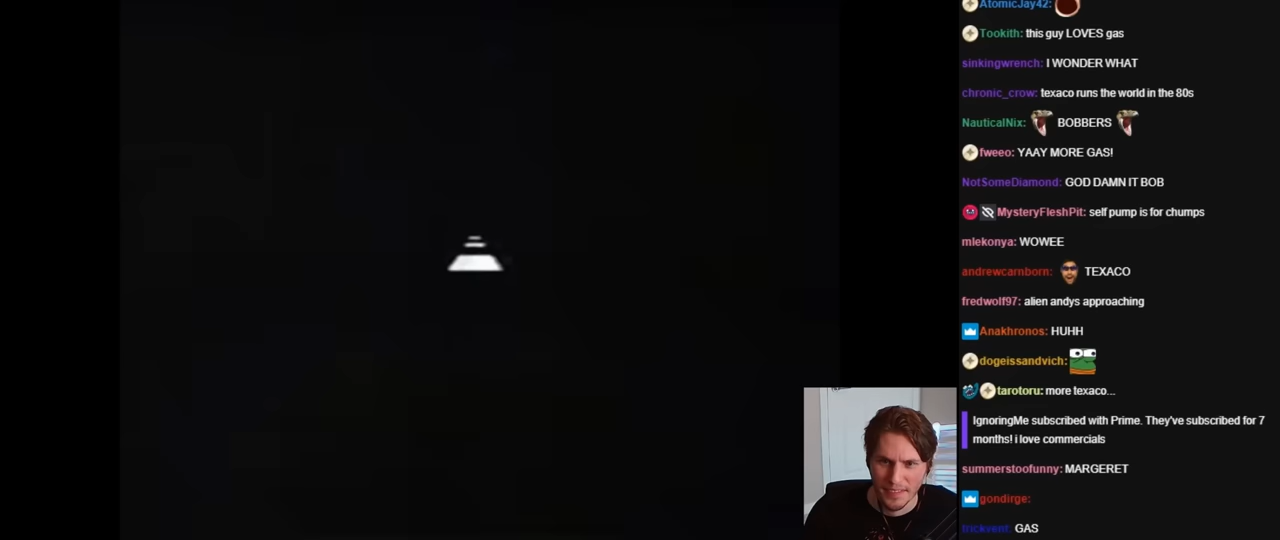 AtomicJay42:
Tookith: this guy LOVES gas
sinkingwrench: I WONDER WHAT
chronic_crow: texaco runs the world in the 80s
NauticalNix: BOBBERS
fweeo: YAAY MORE GAS!
NotSomeDiamond: GOD DAMN IT BOB
MysteryFleshPit: self pump is for chumps
mlekonya: WOWEE
andrewcarnborn: TEXACO
fredwolf97: alien andys approaching
Anakhronos: HUHH
dogeissandvich:
tarotoru: more texaco...
IgnoringMe subscribed with Prime. They've subscribed for 7
months! i love commercials
summerstoofunny: MARGERET
gondirge:
trickvent: GAS